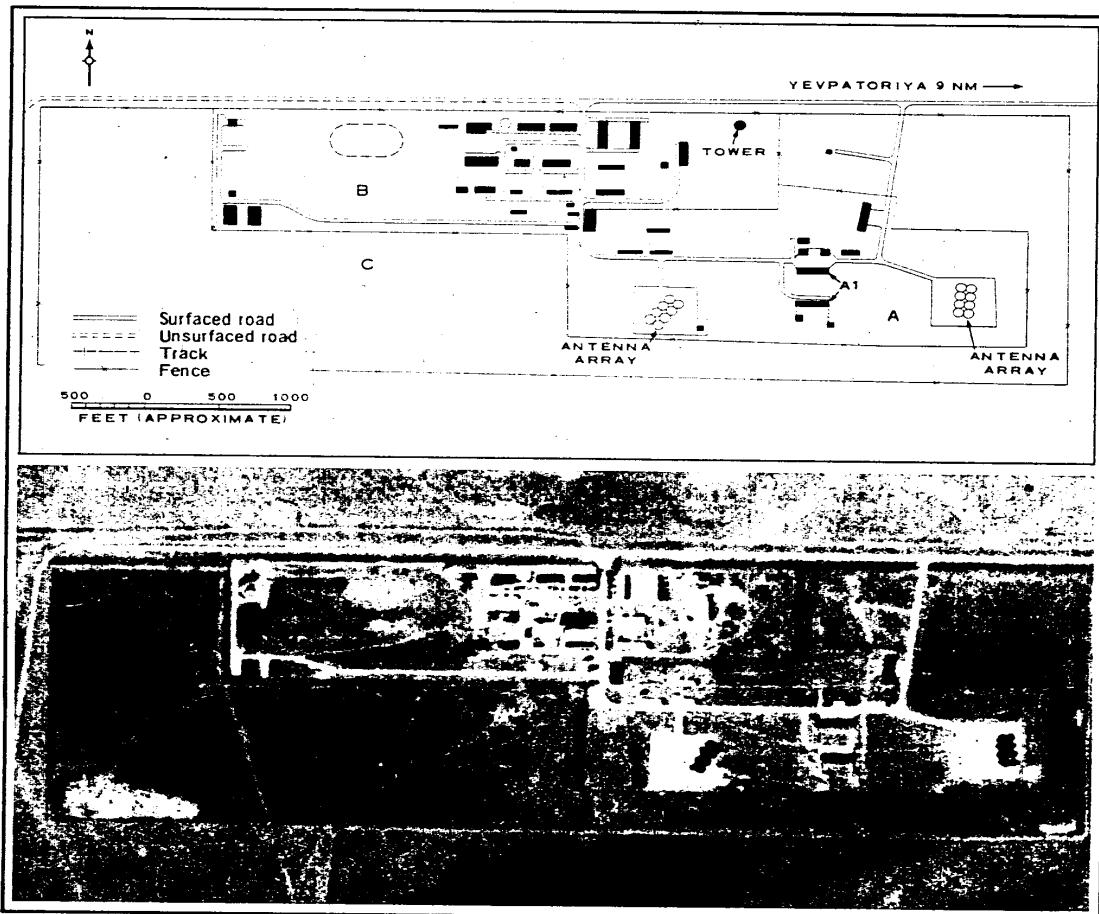 N
YEVPATORIYA 9 NM
TOWER
B
C
A1
A
ANTENNA
ARRAY
ANTENNA
ARRAY
Surfaced road
Unsurfaced road
Track
Fence
500 0 500 1000
FEET (APPROXIMATE)